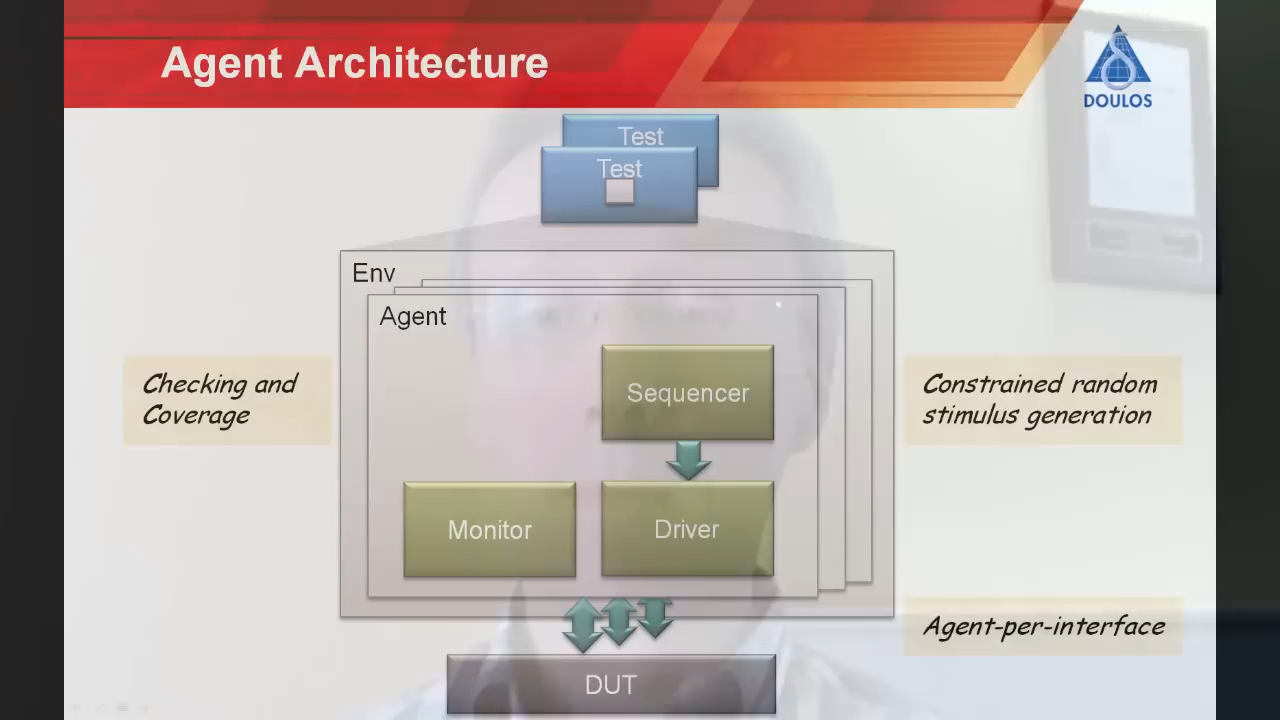 Agent Architecture
DOULOS
Test
Test
Env
Agent
Checking and
Coverage
Sequencer
Constrained random
stimulus generation
Monitor
Driver
Agent-per-interface
DUT